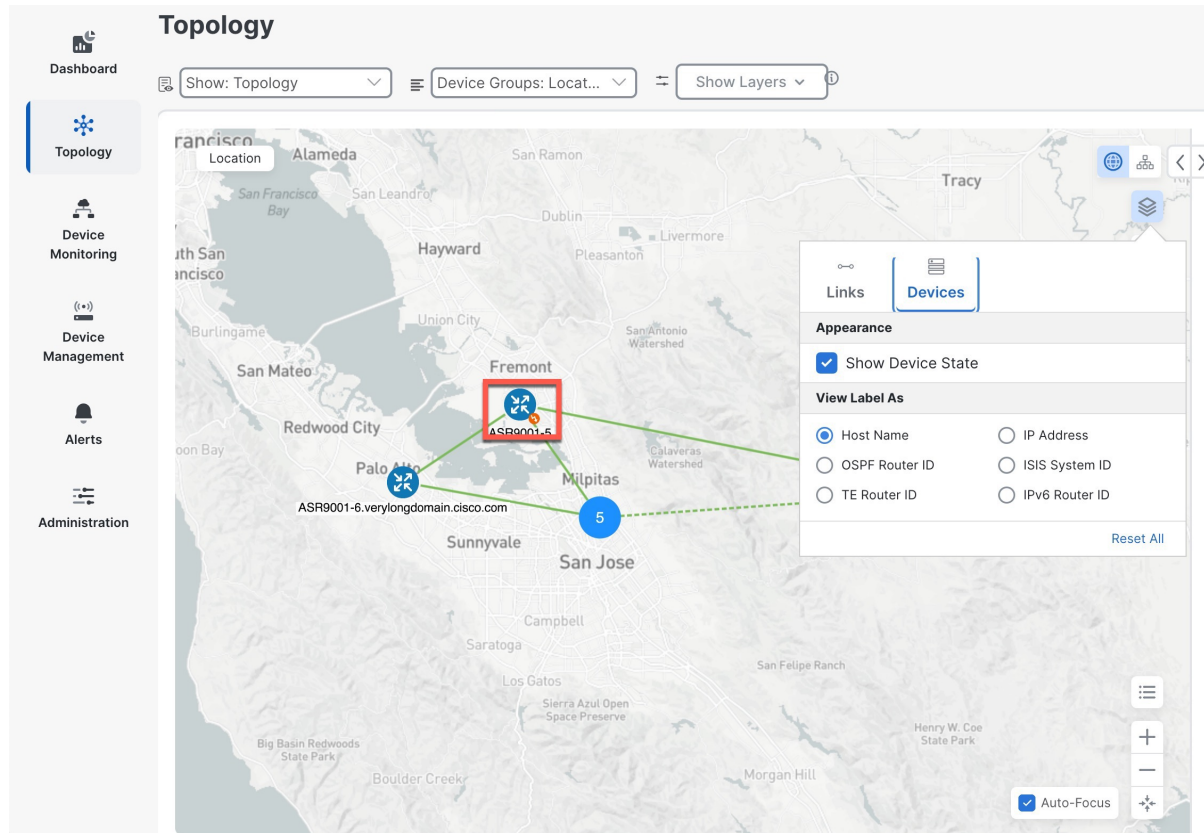 Topology
Dashboard
Topology
Device
Monitoring
Device
Management
Alerts
Administration
Show: Topology
Device Groups: Locat...
Show Layers
Location
Alameda
San Ramon
Tracy
San Francisco
Bay
San Leandro
Dublin
Livermore
Hayward
Pleasanton
Union City
Burlingame
San Antonio
Watershed
San Mateo
Fremont
ASR9001-5
Redwood City
oon Bay
Calaveras
Watershed
Palo Alto
Milpitas
ASR9001-6.verylongdomain.cisco.com
5
Sunnyvale
San Jose
Campbell
Saratoga
San Felipe Ranch
Los Gatos
Sierra Azul Open
Space Preserve
Henry W. Coe
State Park
Big Basin Redwoods
State Park
Boulder Creek
Morgan Hill
Links
Devices
Appearance
Show Device State
View Label As
Host Name
IP Address
OSPF Router ID
ISIS System ID
TE Router ID
IPv6 Router ID
Reset All
Auto-Focus